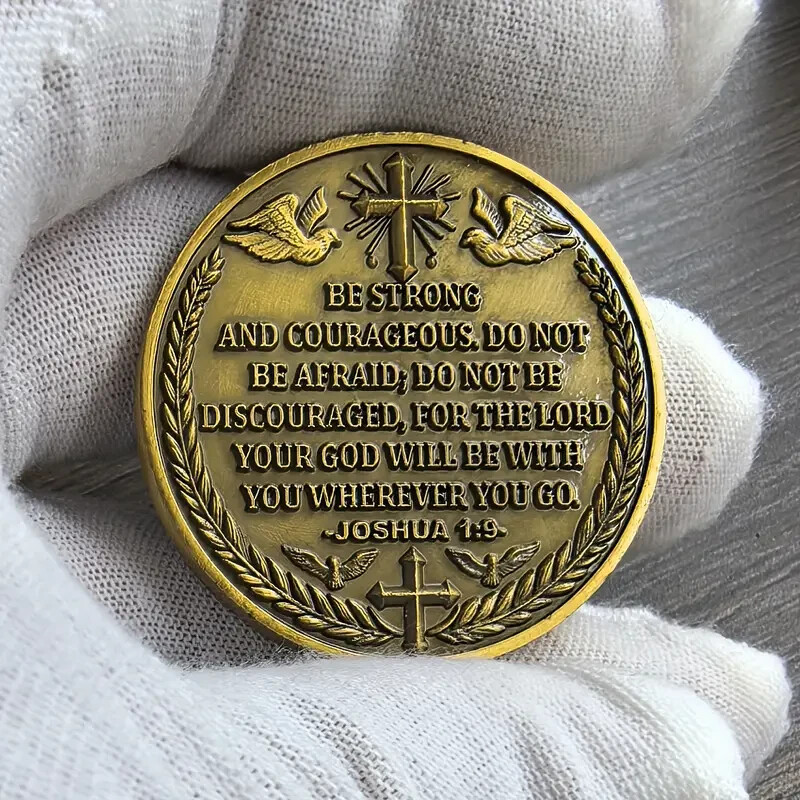 BE STRONG
AND COURAGEOUS. DO NOT
BE AFRAID; DO NOT BE
DISCOURAGED, FOR THE LORD
YOUR GOD WILL BE WITH
YOU WHEREVER YOU GO.
-JOSHUA 1:9-